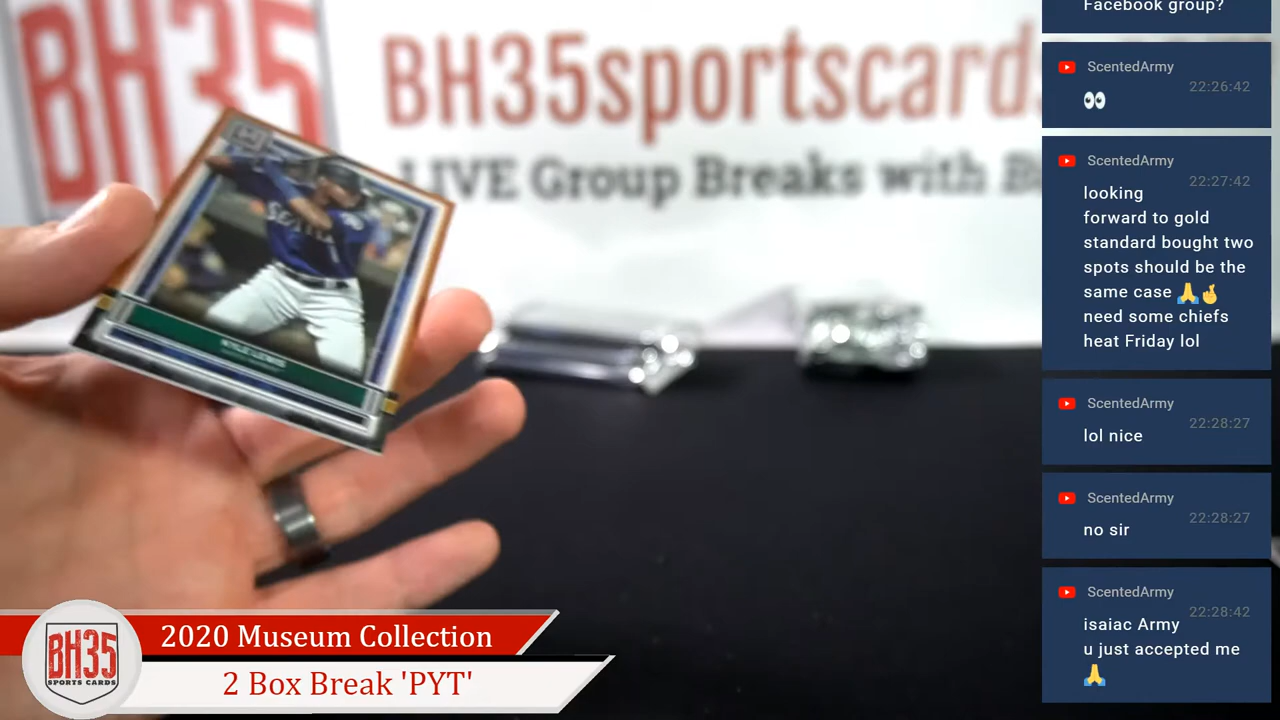 BH35
BH35sportscards
LIVE Group Breaks with
SEATTLE
KYLE LEWIS
Facebook group?
ScentedArmy
22:26:42
👀
ScentedArmy
22:27:42
looking
forward to gold
standard bought two
spots should be the
same case 🙏🤞
need some chiefs
heat Friday lol
ScentedArmy
22:28:27
lol nice
ScentedArmy
22:28:27
no sir
ScentedArmy
22:28:42
isaiac Army
u just accepted me
🙏
BH35
SPORTS CARDS
2020 Museum Collection
2 Box Break 'PYT'